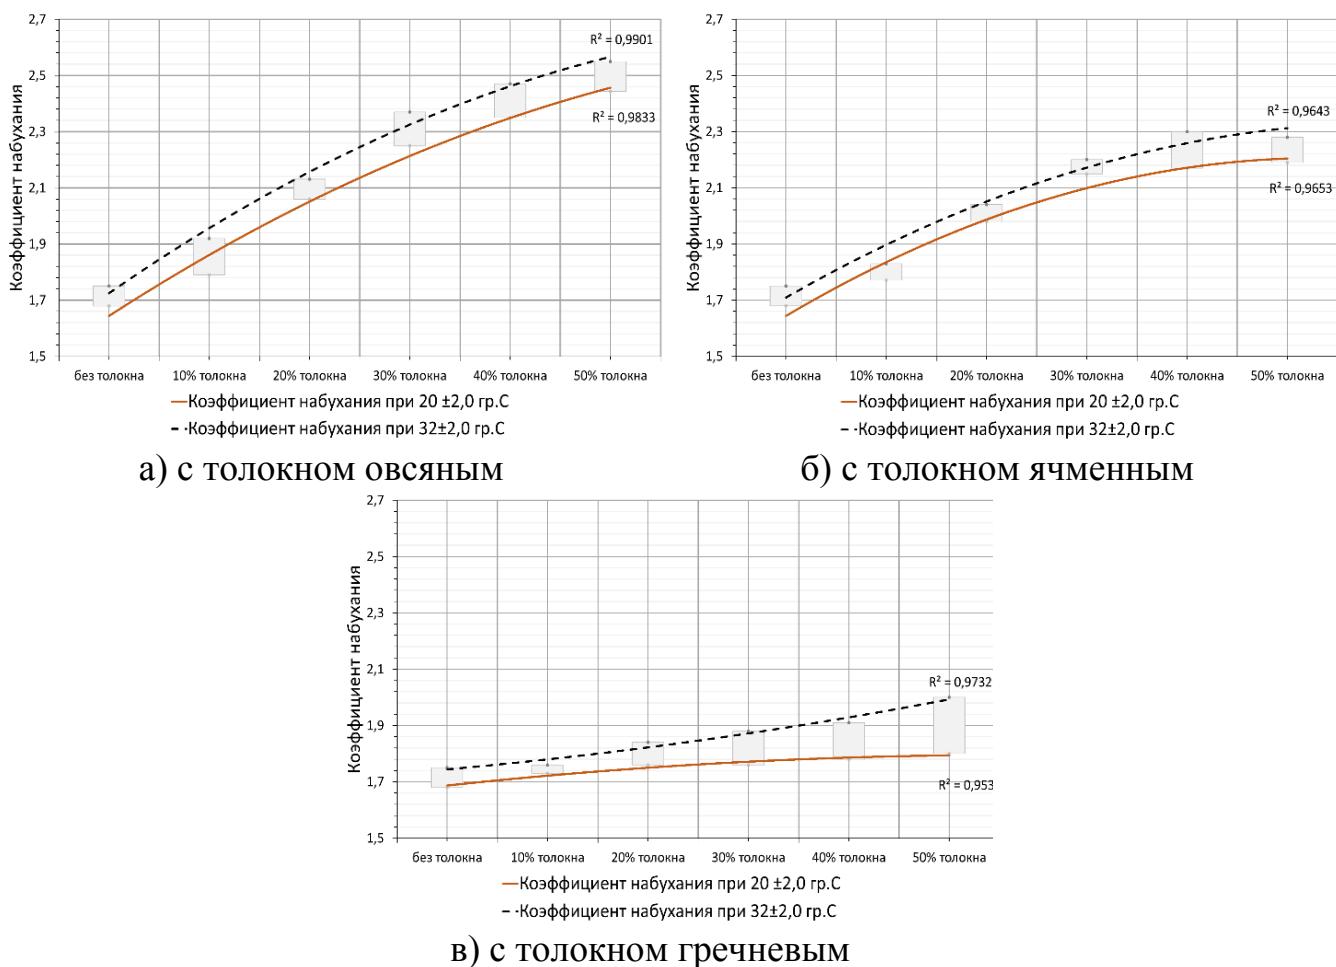 Коэффициент набухания
2,7
2,5
2,3
2,1
1,9
1,7
1,5
R² = 0,9901
R² = 0,9833
без толокна 10% толокна 20% толокна 30% толокна 40% толокна 50% толокна
Коэффициент набухания при 20 ±2,0 гр.С
Коэффициент набухания при 32±2,0 гр.С
а) с толокном овсяным
Коэффициент набухания
2,7
2,5
2,3
2,1
1,9
1,7
1,5
R² = 0,9643
R² = 0,9653
без толокна 10% толокна 20% толокна 30% толокна 40% толокна 50% толокна
Коэффициент набухания при 20 ±2,0 гр.С
Коэффициент набухания при 32±2,0 гр.С
б) с толокном ячменным
Коэффициент набухания
2,7
2,5
2,3
2,1
1,9
1,7
1,5
R² = 0,9732
R² = 0,953
без толокна 10% толокна 20% толокна 30% толокна 40% толокна 50% толокна
Коэффициент набухания при 20 ±2,0 гр.С
Коэффициент набухания при 32±2,0 гр.С
в) с толокном гречневым